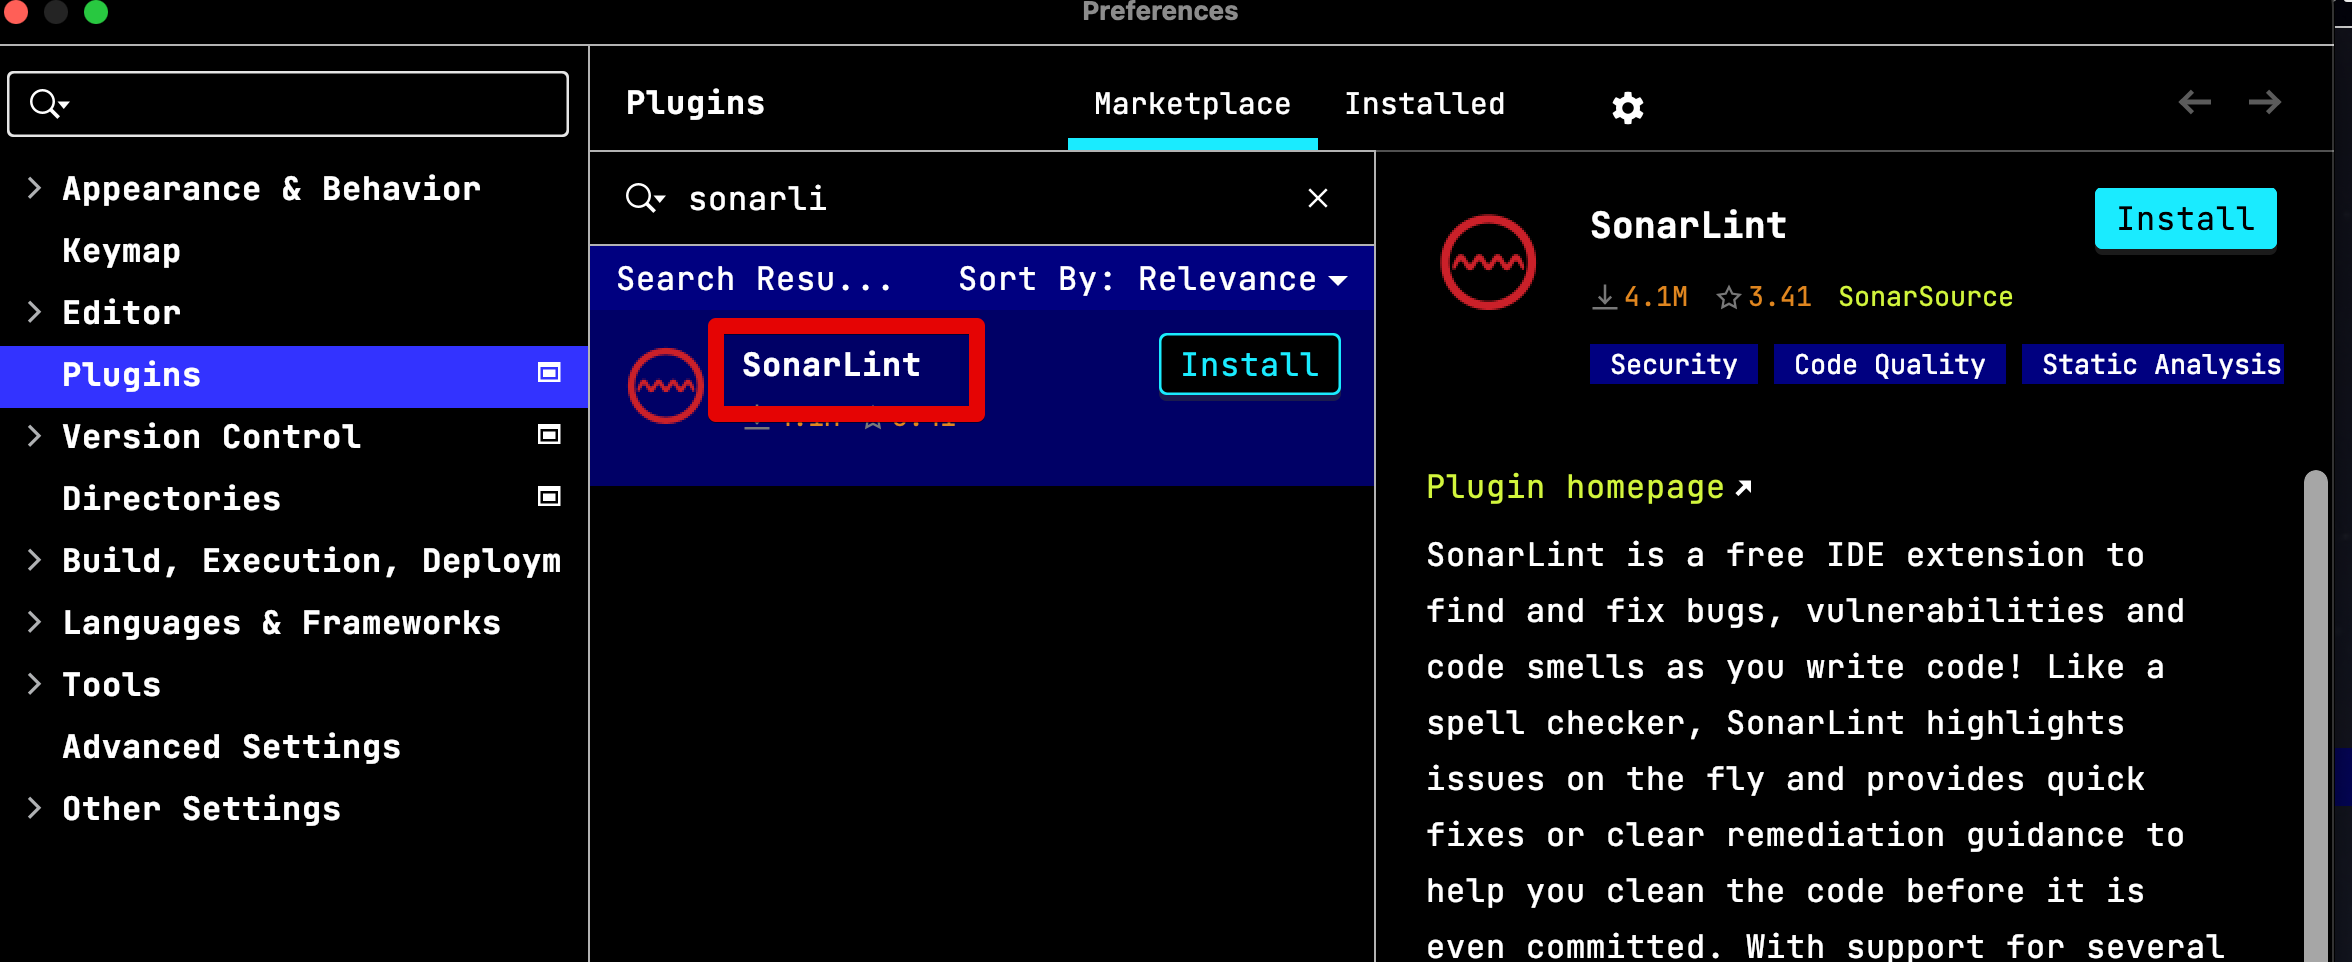 Preferences
Appearance & Behavior
Keymap
Editor
Plugins
Version Control
Directories
Build, Execution, Deploym
Languages & Frameworks
Tools
Advanced Settings
Other Settings
Plugins
Marketplace
Installed
sonarli
Search Resu...
Sort By: Relevance
SonarLint
Install
SonarLint
Install
4.1M
3.41
SonarSource
Security
Code Quality
Static Analysis
Plugin homepage
SonarLint is a free IDE extension to
find and fix bugs, vulnerabilities and
code smells as you write code! Like a
spell checker, SonarLint highlights
issues on the fly and provides quick
fixes or clear remediation guidance to
help you clean the code before it is
even committed. With support for several